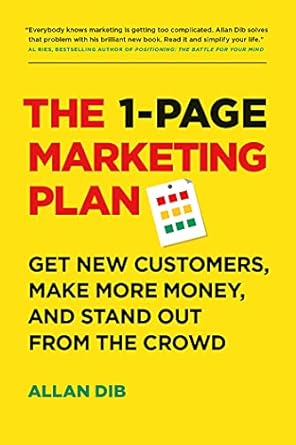 "Everybody knows marketing is getting too complicated. Allan Dib solves
that problem with his brilliant new book. Read it and simplify your life."
AL RIES, BESTSELLING AUTHOR OF POSITIONING: THE BATTLE FOR YOUR MIND
THE 1-PAGE
MARKETING
PLAN
GET NEW CUSTOMERS,
MAKE MORE MONEY,
AND STAND OUT
FROM THE CROWD
ALLAN DIB